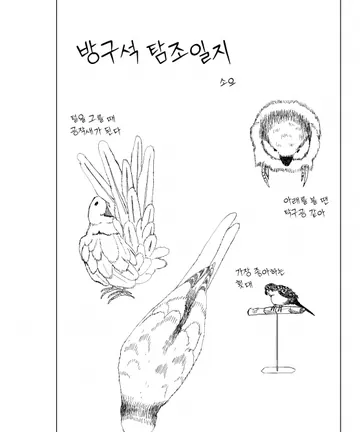 방구석 탐조일지
소요
털을 고를 때
공작새가 된다
아래를 볼 땐
탁구공 같아
가장 좋아하는
횃대